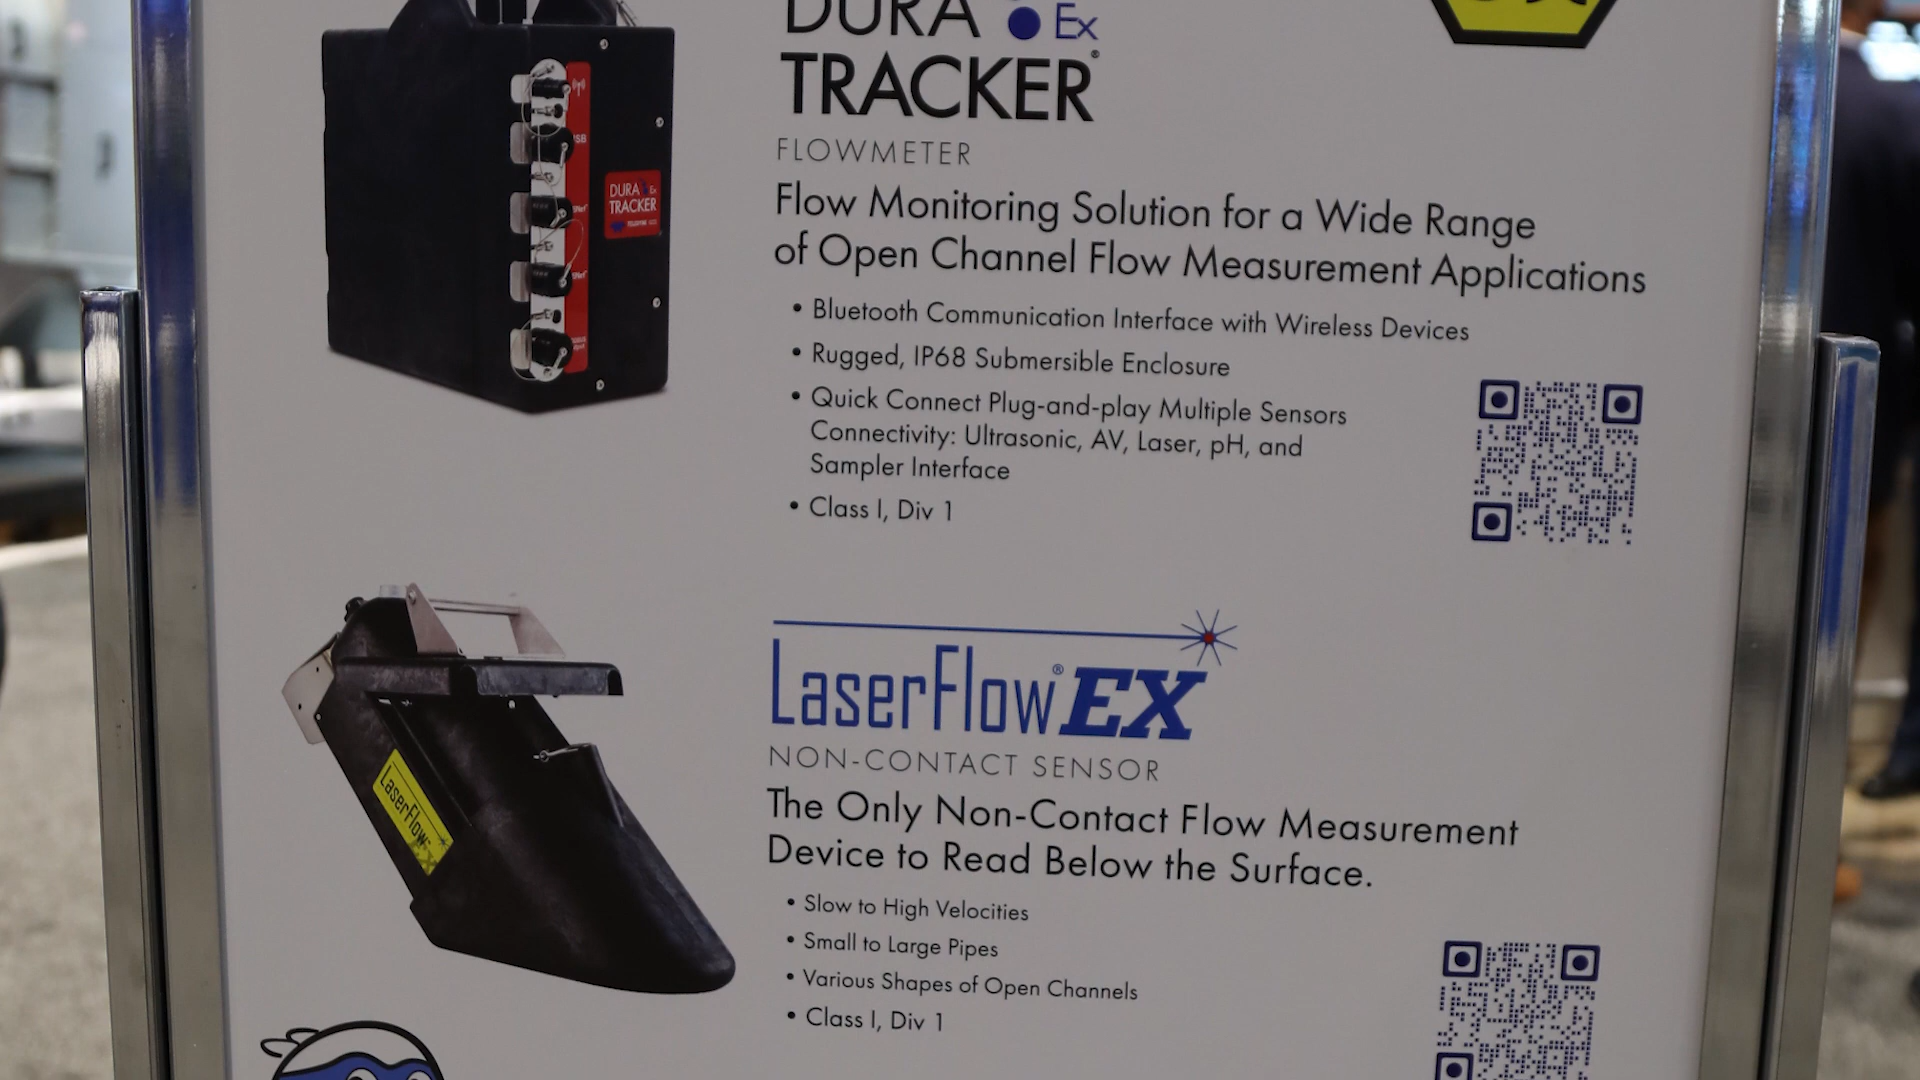 DURA Ex
TRACKER®
FLOWMETER
Flow Monitoring Solution for a Wide Range
of Open Channel Flow Measurement Applications
• Bluetooth Communication Interface with Wireless Devices
• Rugged, IP68 Submersible Enclosure
• Quick Connect Plug-and-play Multiple Sensors
Connectivity: Ultrasonic, AV, Laser, pH, and
Sampler Interface
• Class I, Div 1
DURA Ex
TRACKER
LaserFlow® EX
NON-CONTACT SENSOR
The Only Non-Contact Flow Measurement
Device to Read Below the Surface.
• Slow to High Velocities
• Small to Large Pipes
• Various Shapes of Open Channels
• Class I, Div 1
LaserFlow
EX